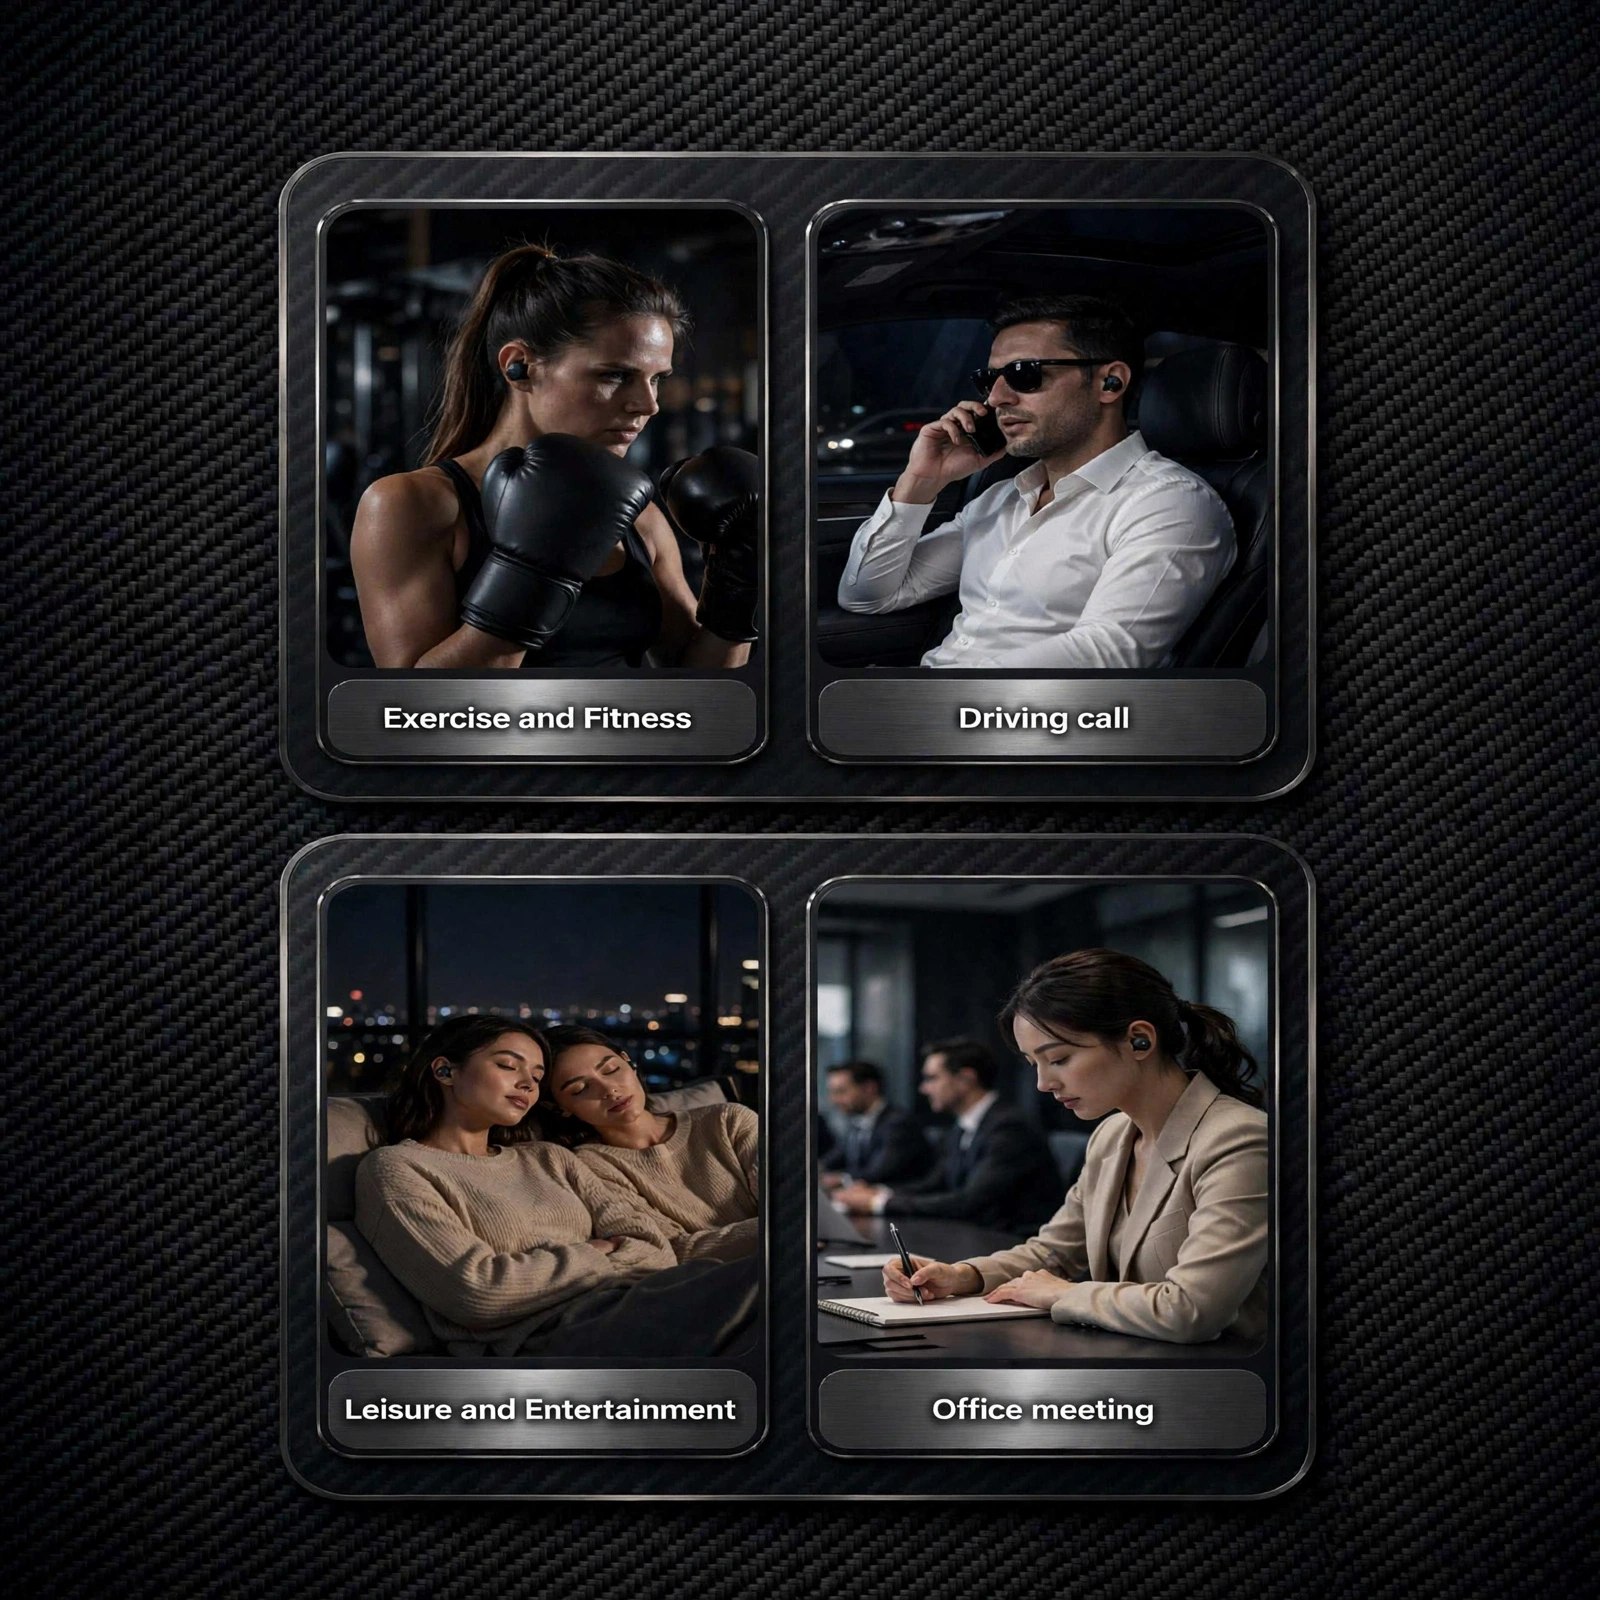 Exercise and Fitness
Driving call
Leisure and Entertainment
Office meeting